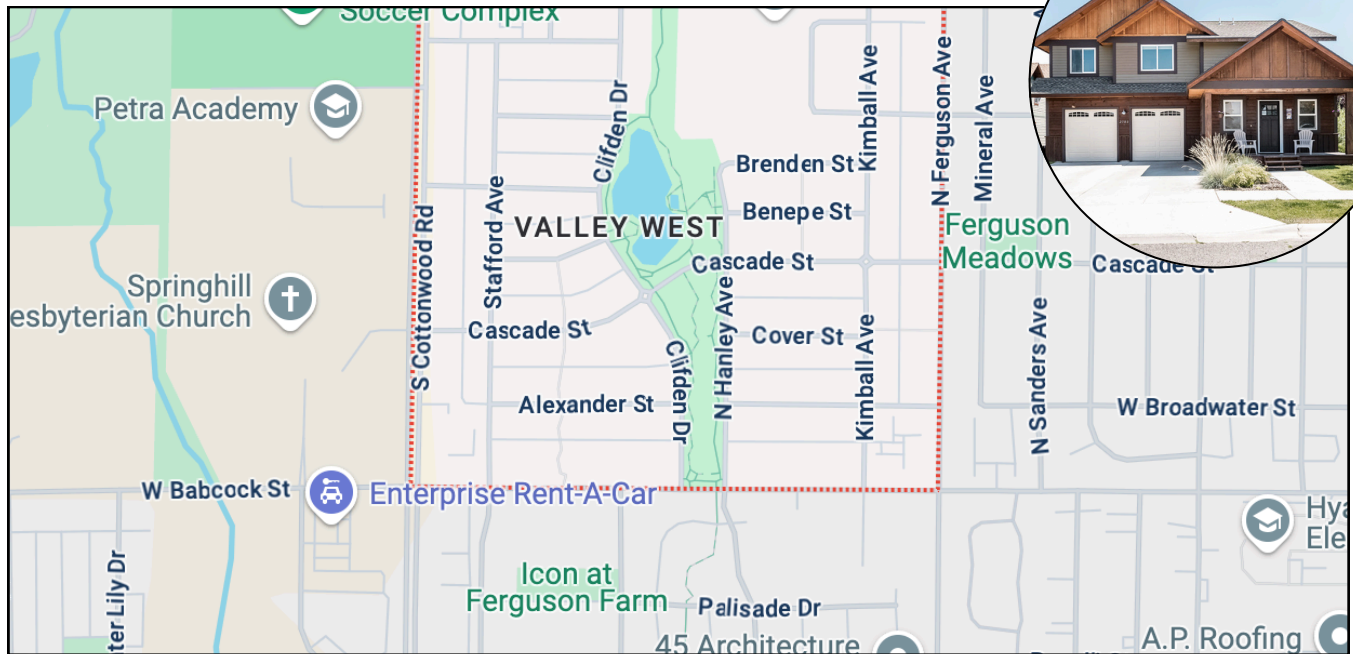 Soccer Complex
Petra Academy
Clifden Dr
Kimball Ave
N Ferguson Ave
Mineral Ave
Brenden St
Stafford Ave
S Cottonwood Rd
VALLEY WEST
Benepe St
Ferguson
Meadows
Cascade St
Cascade St
Springhill
esbyterian Church
Cascade St
N Hanley Ave
Cover St
Kimball Ave
N Sanders Ave
Clifden Dr
Alexander St
W Broadwater St
W Babcock St
Enterprise Rent-A-Car
Hya
Ele
ter Lily Dr
Icon at
Ferguson Farm
Palisade Dr
45 Architecture
A.P. Roofing